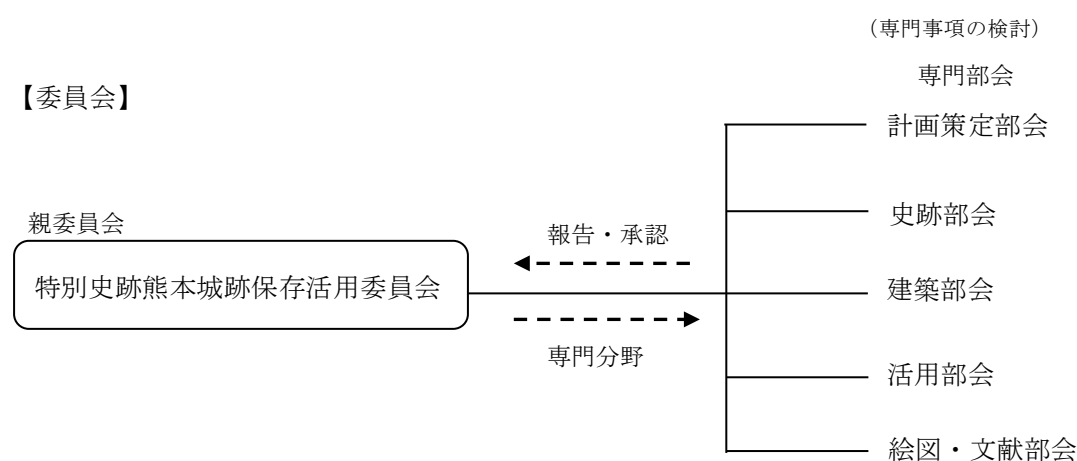 (専門事項の検討)
専門部会
【委員会】
計画策定部会
親委員会
史跡部会
報告・承認
特別史跡熊本城跡保存活用委員会
建築部会
専門分野
活用部会
絵図・文献部会